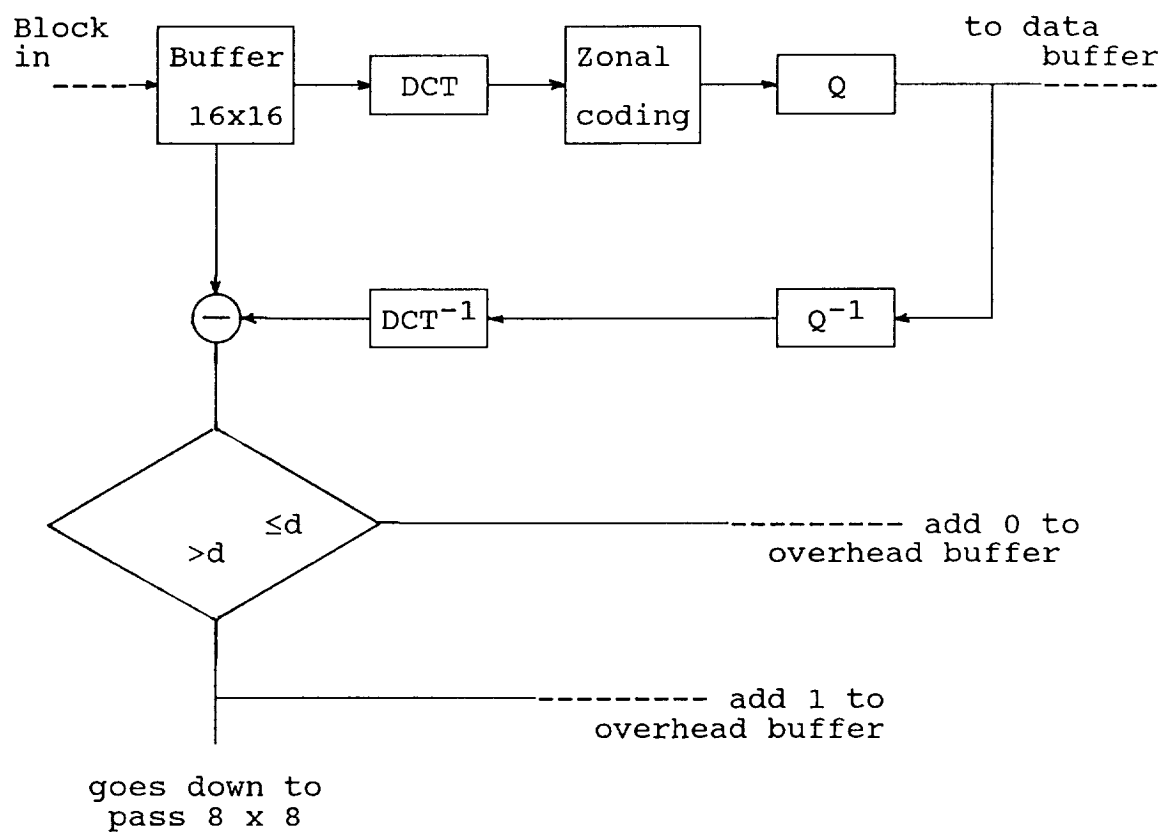 Block
in
Buffer
16x16
DCT
Zonal
coding
Q
to data
buffer
—
DCT⁻¹
Q⁻¹
≤d
>d
add 0 to
overhead buffer
add 1 to
overhead buffer
goes down to
pass 8 x 8